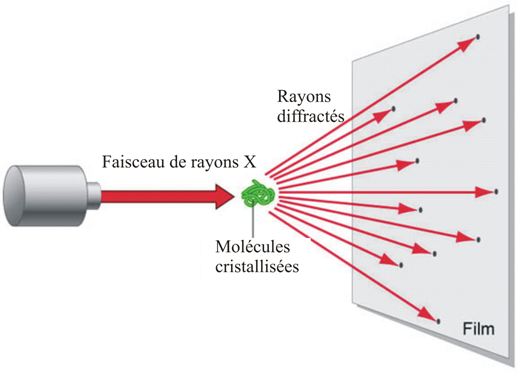 Rayons
diffractés
Faisceau de rayons X
Molécules
cristallisées
Film